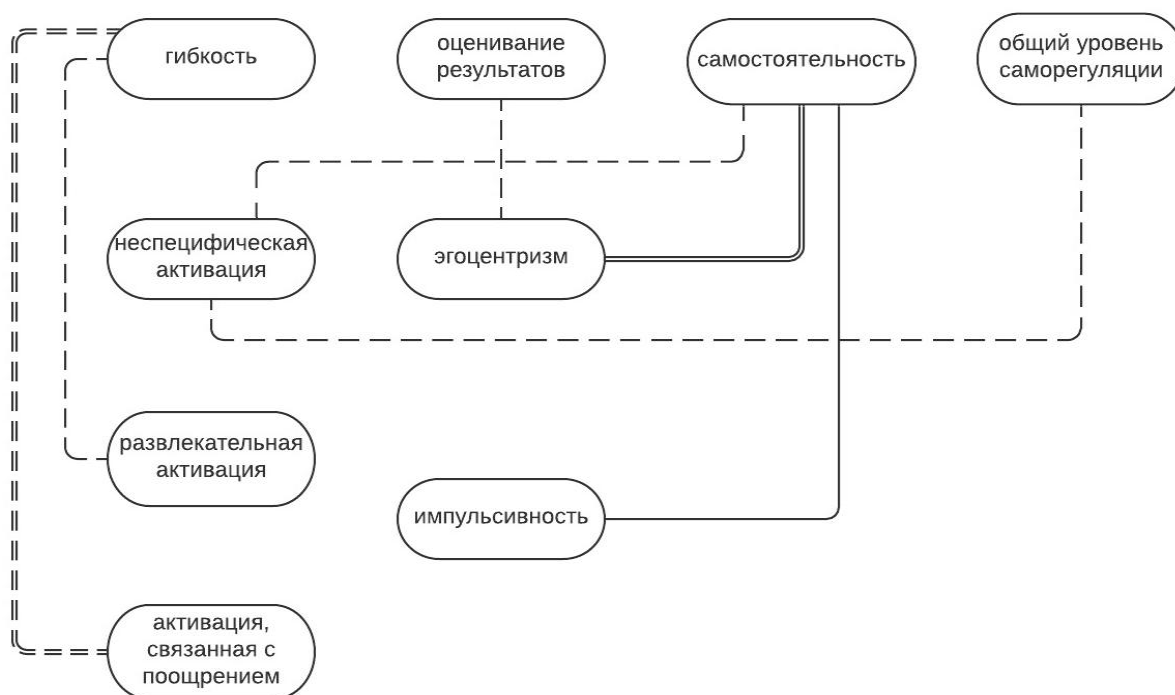 гибкость
оценивание
результатов
самостоятельность
общий уровень
саморегуляции
неспецифическая
активация
эгоцентризм
развлекательная
активация
импульсивность
активация,
связанная с
поощрением